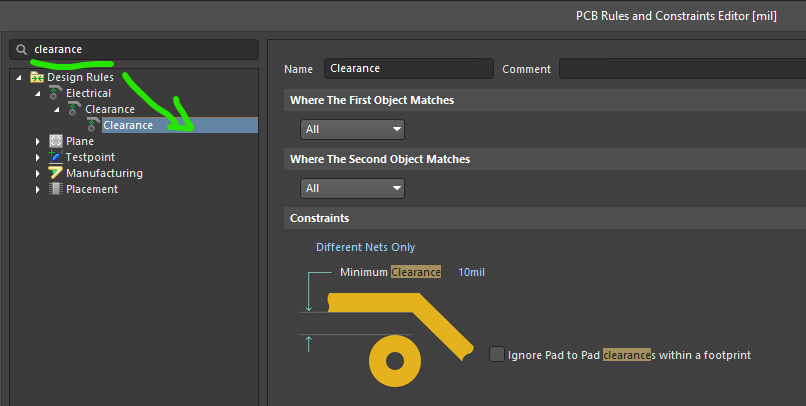 PCB Rules and Constraints Editor [mil]
clearance
Design Rules
Electrical
Clearance
Clearance
Plane
Testpoint
Manufacturing
Placement
Name Clearance Comment
Where The First Object Matches
All
Where The Second Object Matches
All
Constraints
Different Nets Only
Minimum Clearance 10mil
Ignore Pad to Pad clearances within a footprint